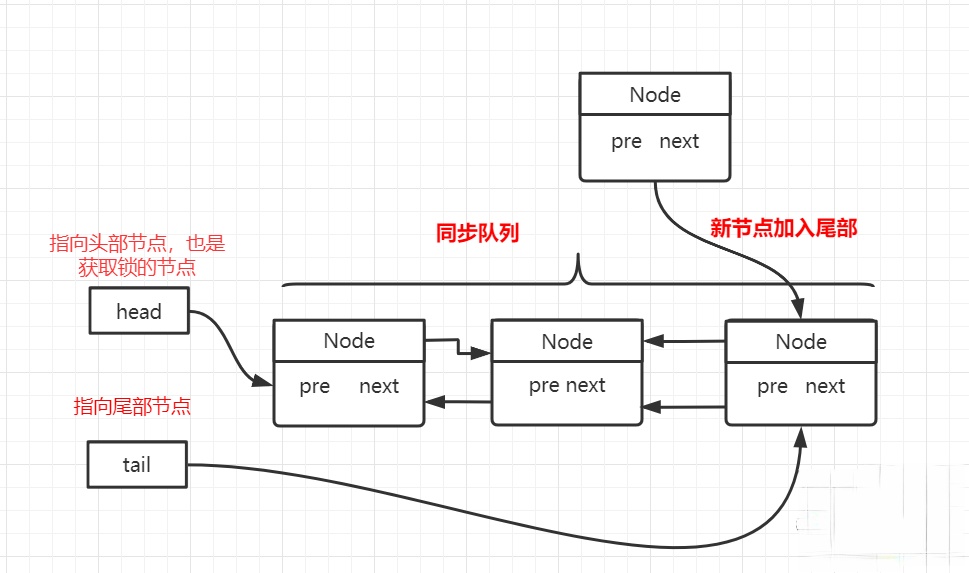 Node
pre next
新节点加入尾部
同步队列
指向头部节点，也是
获取锁的节点
head
Node
pre next
Node
pre next
Node
pre next
指向尾部节点
tail